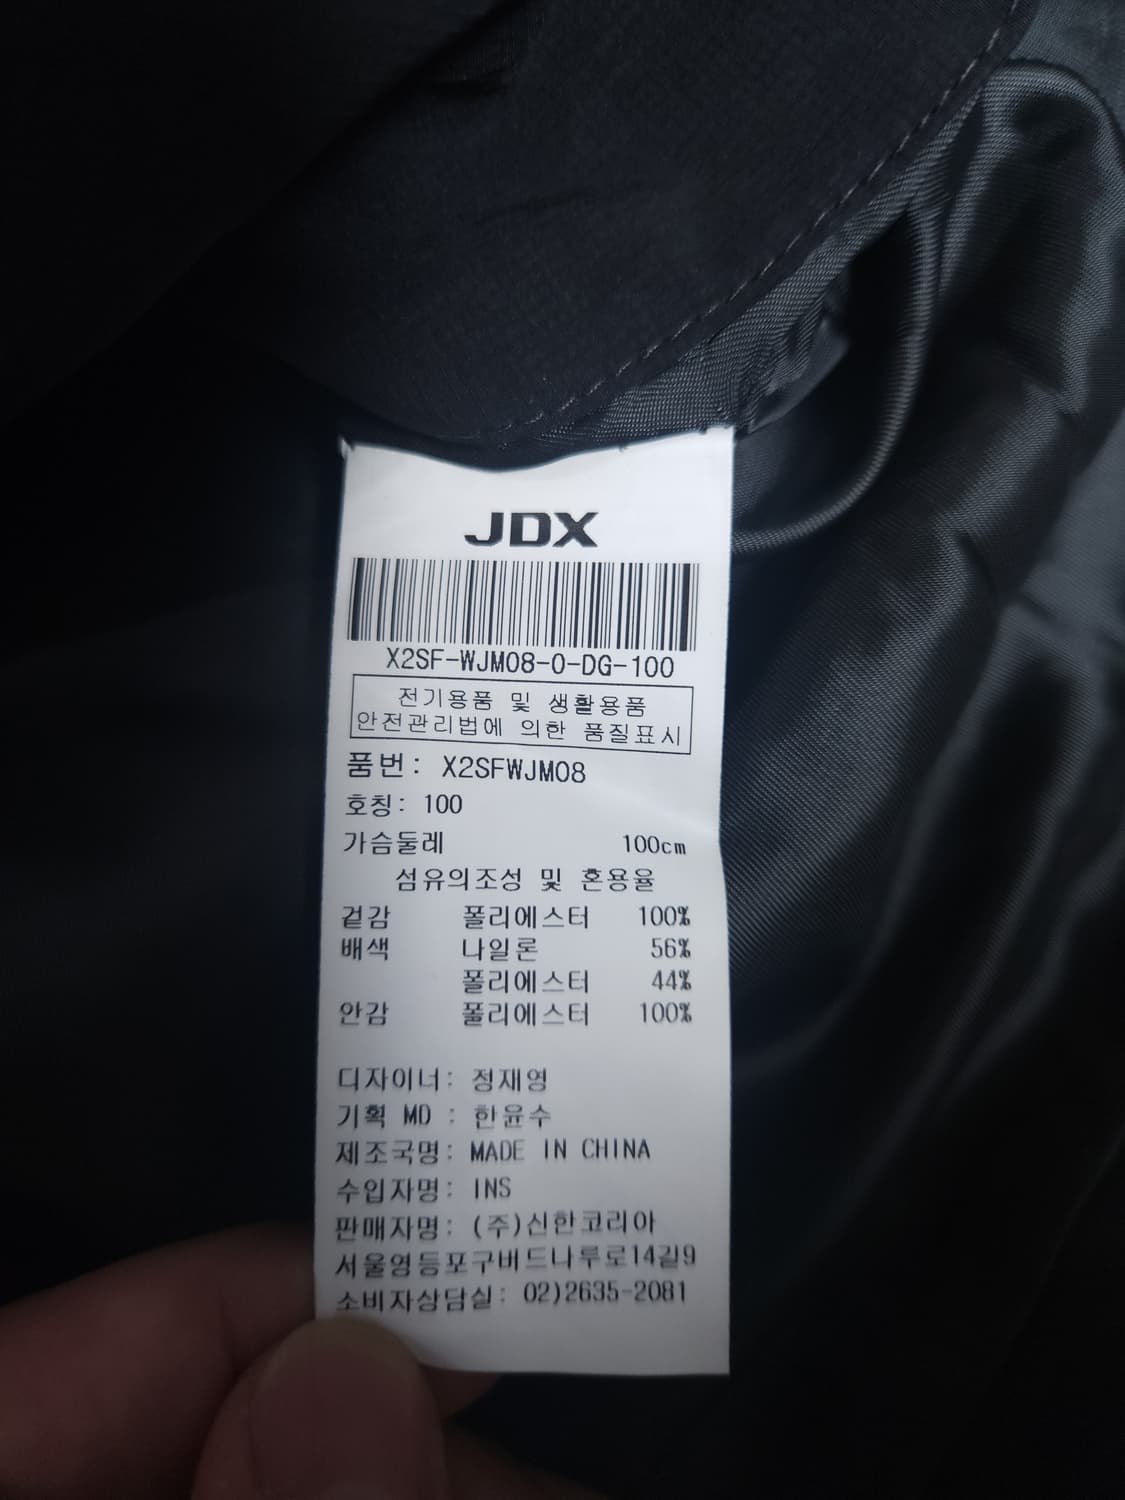 JDX
X2SF-WJM08-0-DG-100
전기용품 및 생활용품
안전관리법에 의한 품질표시
품번: X2SFWJM08
호칭: 100
가슴둘레 100cm
섬유의조성 및 혼용율
겉감 폴리에스터 100%
배색 나일론 56%
폴리에스터 44%
안감 폴리에스터 100%
디자이너: 정재영
기획 MD : 한윤수
제조국명: MADE IN CHINA
수입자명: INS
판매자명: (주)신한코리아
서울영등포구버드나루로14길9
소비자상담실: 02)2635-2081